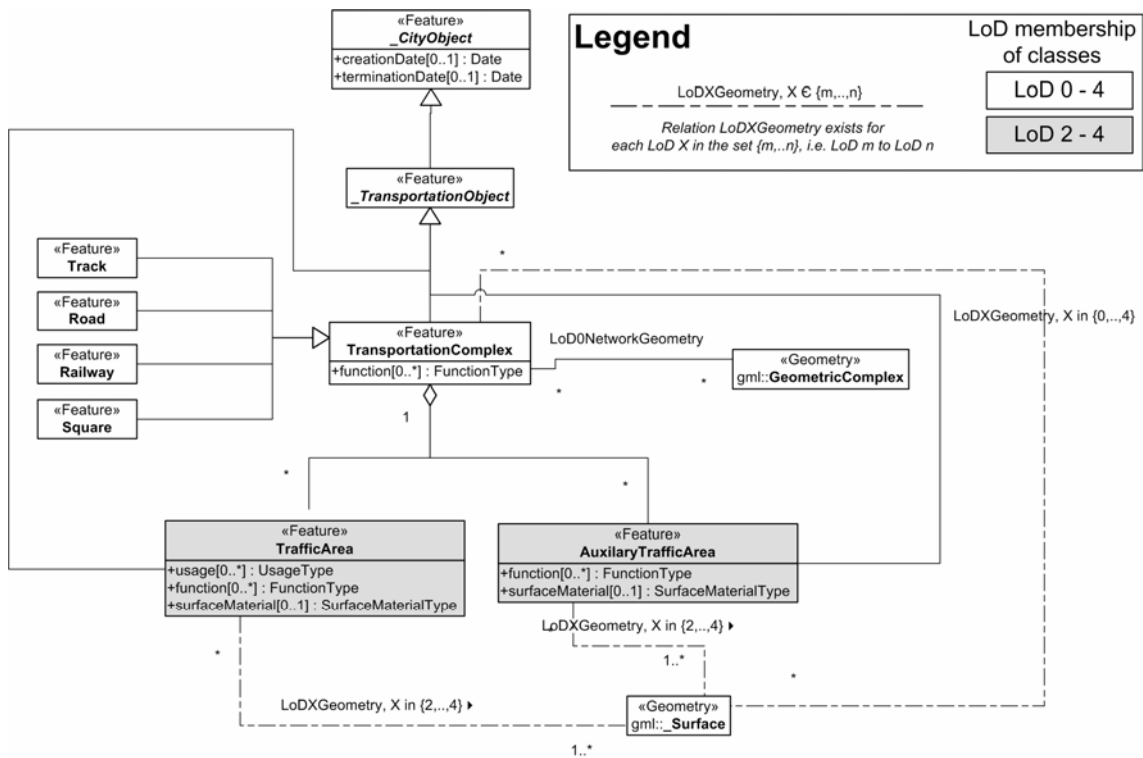 «Feature»
_CityObject
+creationDate[0..1] : Date
+terminationDate[0..1] : Date
Legend
LoDXGeometry, X Є {m,..,n}
Relation LoDXGeometry exists for
each LoD X in the set {m,..n}, i.e. LoD m to LoD n
LoD membership
of classes
LoD 0 - 4
LoD 2 - 4
«Feature»
_TransportationObject
«Feature»
Track
«Feature»
Road
«Feature»
Railway
«Feature»
Square
*
«Feature»
TransportationComplex
+function[0..*] : FunctionType
LoD0NetworkGeometry
*
*
«Geometry»
gml::GeometricComplex
LoDXGeometry, X in {0,..,4}
1
*
*
«Feature»
TrafficArea
+usage[0..*] : UsageType
+function[0..*] : FunctionType
+surfaceMaterial[0..1] : SurfaceMaterialType
«Feature»
AuxilaryTrafficArea
+function[0..*] : FunctionType
+surfaceMaterial[0..1] : SurfaceMaterialType
*
LoDXGeometry, X in {2,..,4}
*
1..*
*
LoDXGeometry, X in {2,..,4}
«Geometry»
gml::_Surface
1..*